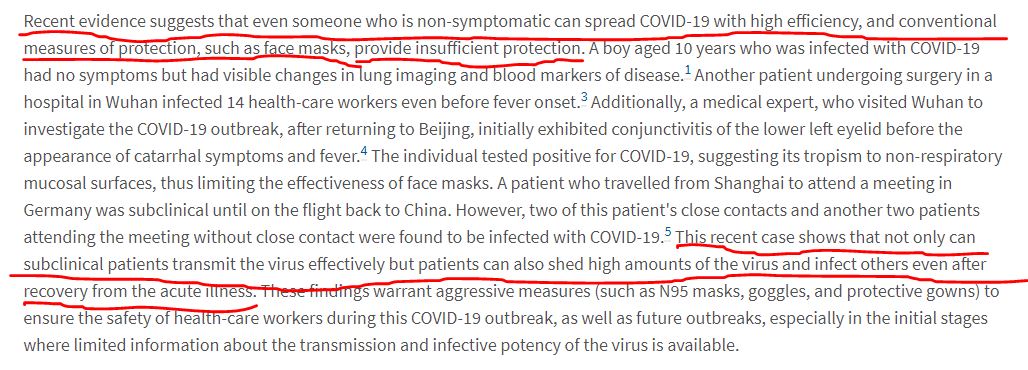 Recent evidence suggests that even someone who is non-symptomatic can spread COVID-19 with high efficiency, and conventional
measures of protection, such as face masks, provide insufficient protection. A boy aged 10 years who was infected with COVID-19
had no symptoms but had visible changes in lung imaging and blood markers of disease.1 Another patient undergoing surgery in a
hospital in Wuhan infected 14 health-care workers even before fever onset.3 Additionally, a medical expert, who visited Wuhan to
investigate the COVID-19 outbreak, after returning to Beijing, initially exhibited conjunctivitis of the lower left eyelid before the
appearance of catarrhal symptoms and fever.4 The individual tested positive for COVID-19, suggesting its tropism to non-respiratory
mucosal surfaces, thus limiting the effectiveness of face masks. A patient who travelled from Shanghai to attend a meeting in
Germany was subclinical until on the flight back to China. However, two of this patient's close contacts and another two patients
attending the meeting without close contact were found to be infected with COVID-19.5 This recent case shows that not only can
subclinical patients transmit the virus effectively but patients can also shed high amounts of the virus and infect others even after
recovery from the acute illness. These findings warrant aggressive measures (such as N95 masks, goggles, and protective gowns) to
ensure the safety of health-care workers during this COVID-19 outbreak, as well as future outbreaks, especially in the initial stages
where limited information about the transmission and infective potency of the virus is available.